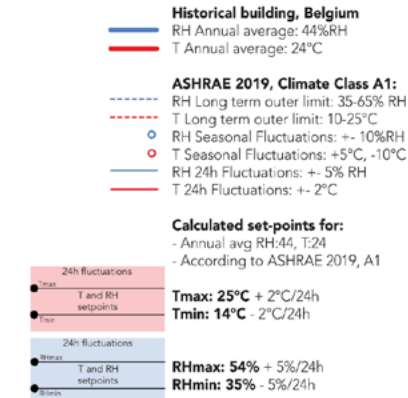 Historical building, Belgium
RH Annual average: 44%RH
T Annual average: 24°C
ASHRAE 2019, Climate Class A1:
RH Long term outer limit: 35-65% RH
T Long term outer limit: 10-25°C
RH Seasonal Fluctuations: +- 10%RH
T Seasonal Fluctuations: +5°C, -10°C
RH 24h Fluctuations: +- 5% RH
T 24h Fluctuations: +- 2°C
Calculated set-points for:
- Annual avg RH:44, T:24
- According to ASHRAE 2019, A1
24h fluctuations
Tmax
T and RH
setpoints
Tmin
Tmax: 25°C + 2°C/24h
Tmin: 14°C - 2°C/24h
24h fluctuations
RHmax
T and RH
setpoints
RHmin
RHmax: 54% + 5%/24h
RHmin: 35% - 5%/24h